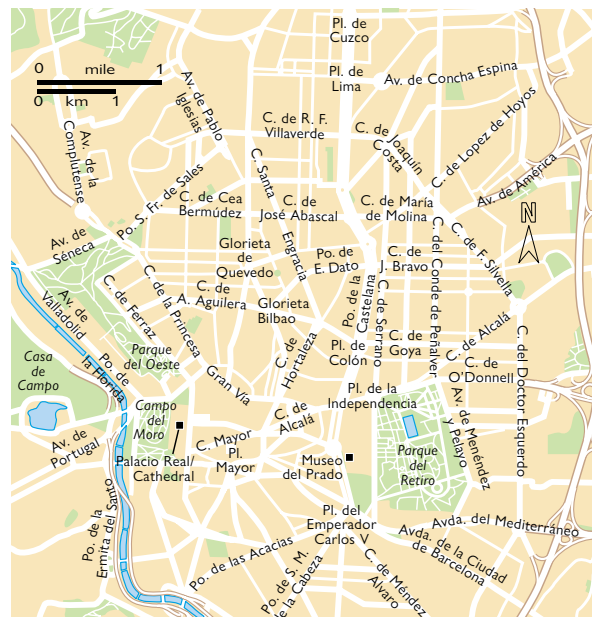 Pl. de
Cuzco
0 mile 1
0 km 1
Pl. de
Lima
Av. de Concha Espina
Av. de Pablo
Iglesias
C. de R. F.
Villaverde
C. de Joaquín
Costa
C. de Lopez de Hoyos
Av. de la
Complutense
Av. de América
C. Santa
Engracia
Po. S. Fr. de Sales
C. de Cea
Bermúdez
C. de
José Abascal
C. de María
de Molina
N
Av. de
Séneca
Glorieta
de
Quevedo
Po. de
E. Dato
C. de
J. Bravo
C. del Conde de Peñalver
C. de F. Silvella
Av. de
Valladolid
C. de Ferraz
C. de la Princesa
C. de
A. Aguilera
Glorieta
Bilbao
Po. de la
Castelana
C. de Serrano
Casa
de
Campo
Po. de
la Florida
Parque
del Oeste
C. de
Hortaleza
Pl. de
Colón
C. de
Goya
C. de Alcalá
C. de
O'Donnell
C. del Doctor Esquerdo
Gran Vía
Pl. de la
Independencia
Av. de Menéndez
y Pelayo
Campo
del
Moro
C. de
Alcalá
Av. de
Portugal
C. Mayor
Pl.
Mayor
Palacio Real/
Cathedral
Museo
del Prado
Parque
del
Retiro
Po. de la
Ermita del Santo
Pl. del
Emperador
Carlos V
Avda. del Mediterráneo
Avda. de la Ciudad
de Barcelona
Po. de las Acacias
Po. de S. M.
de la Cabeza
C. de Méndez
Alvaro